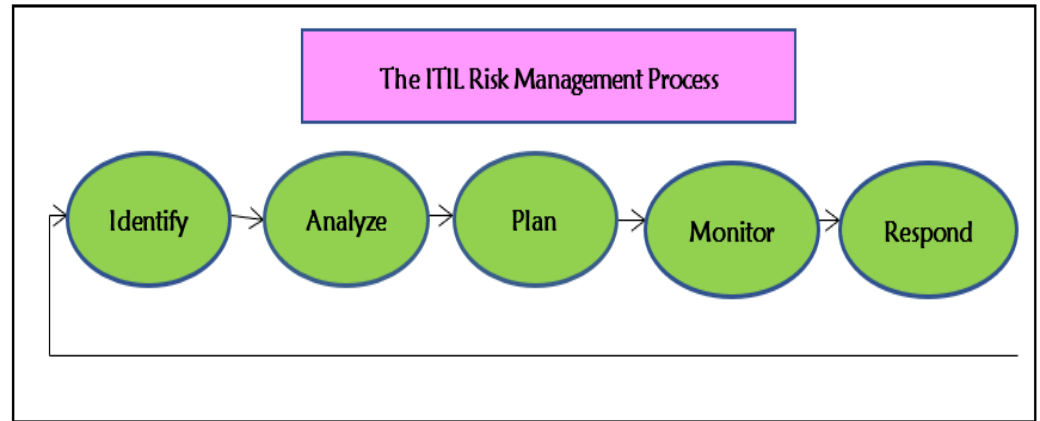 The ITIL Risk Management Process
Identify
Analyze
Plan
Monitor
Respond